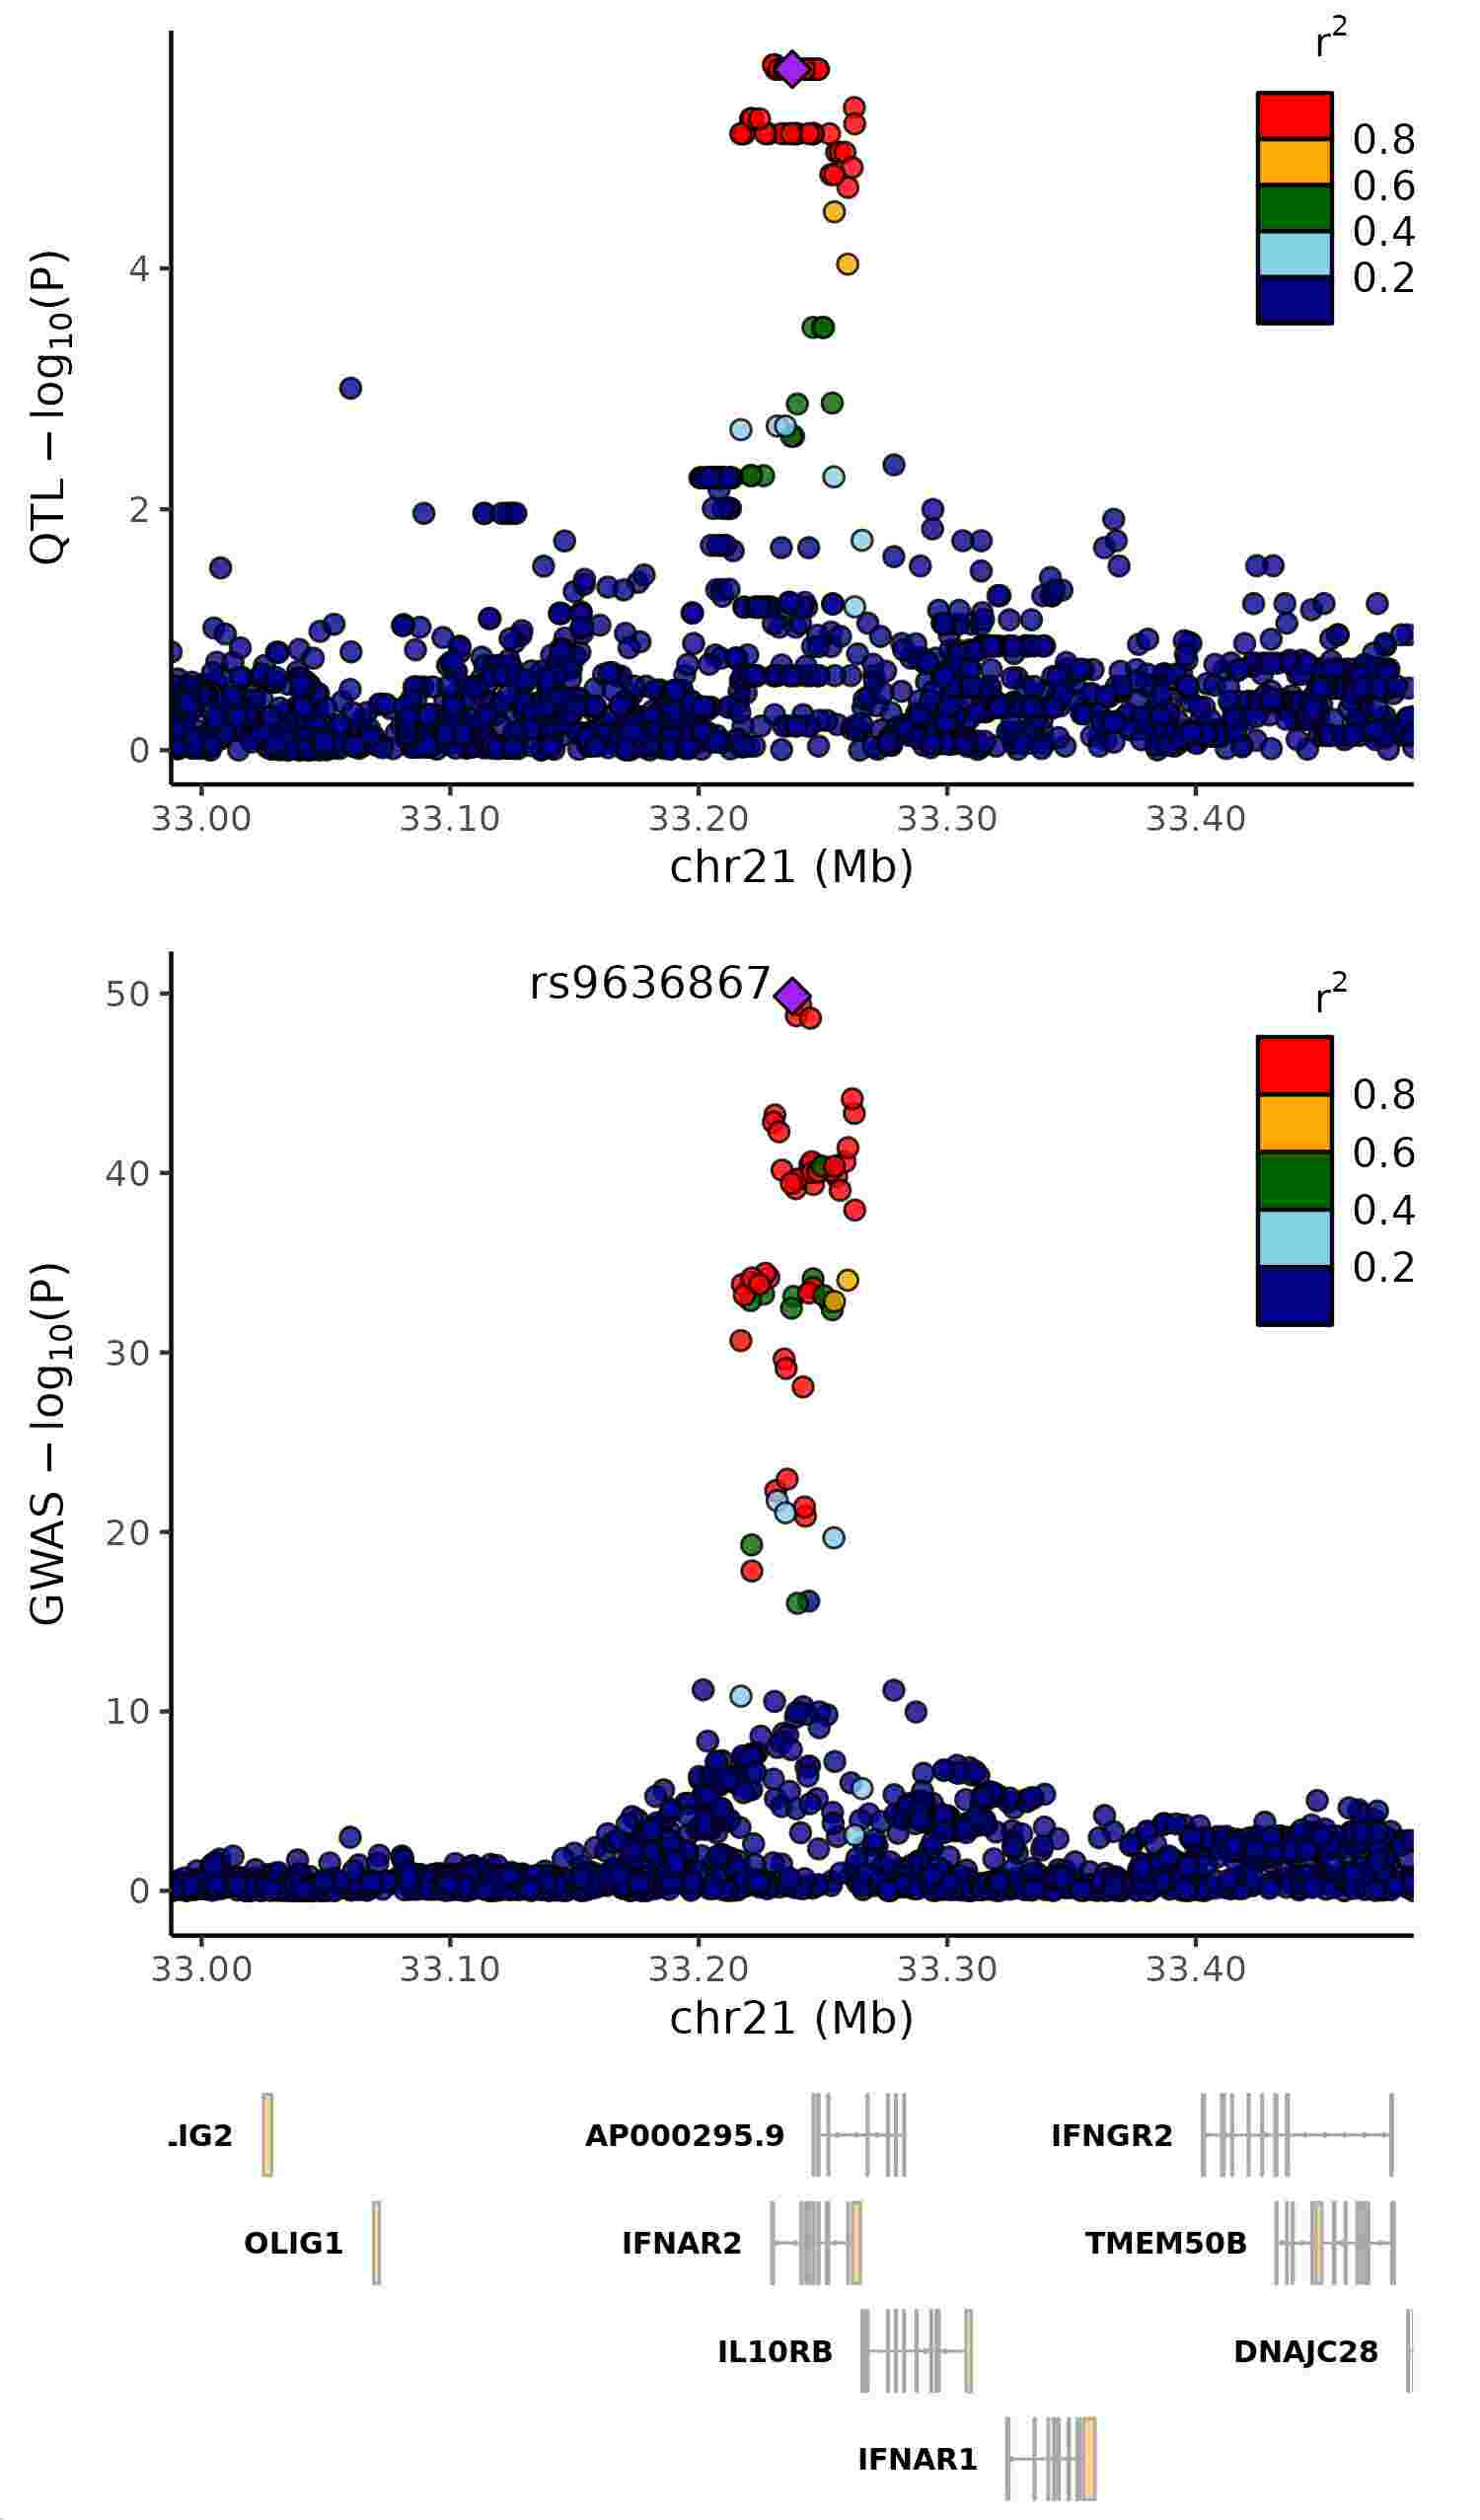 r²
0.8
0.6
0.4
0.2
QTL −log₁₀(P)
4
2
0
33.00 33.10 33.20 33.30 33.40
chr21 (Mb)
rs9636867
r²
0.8
0.6
0.4
0.2
GWAS −log₁₀(P)
50
40
30
20
10
0
33.00 33.10 33.20 33.30 33.40
chr21 (Mb)
IG2 AP000295.9 IFNGR2
OLIG1 IFNAR2 TMEM50B
IL10RB DNAJC28
IFNAR1